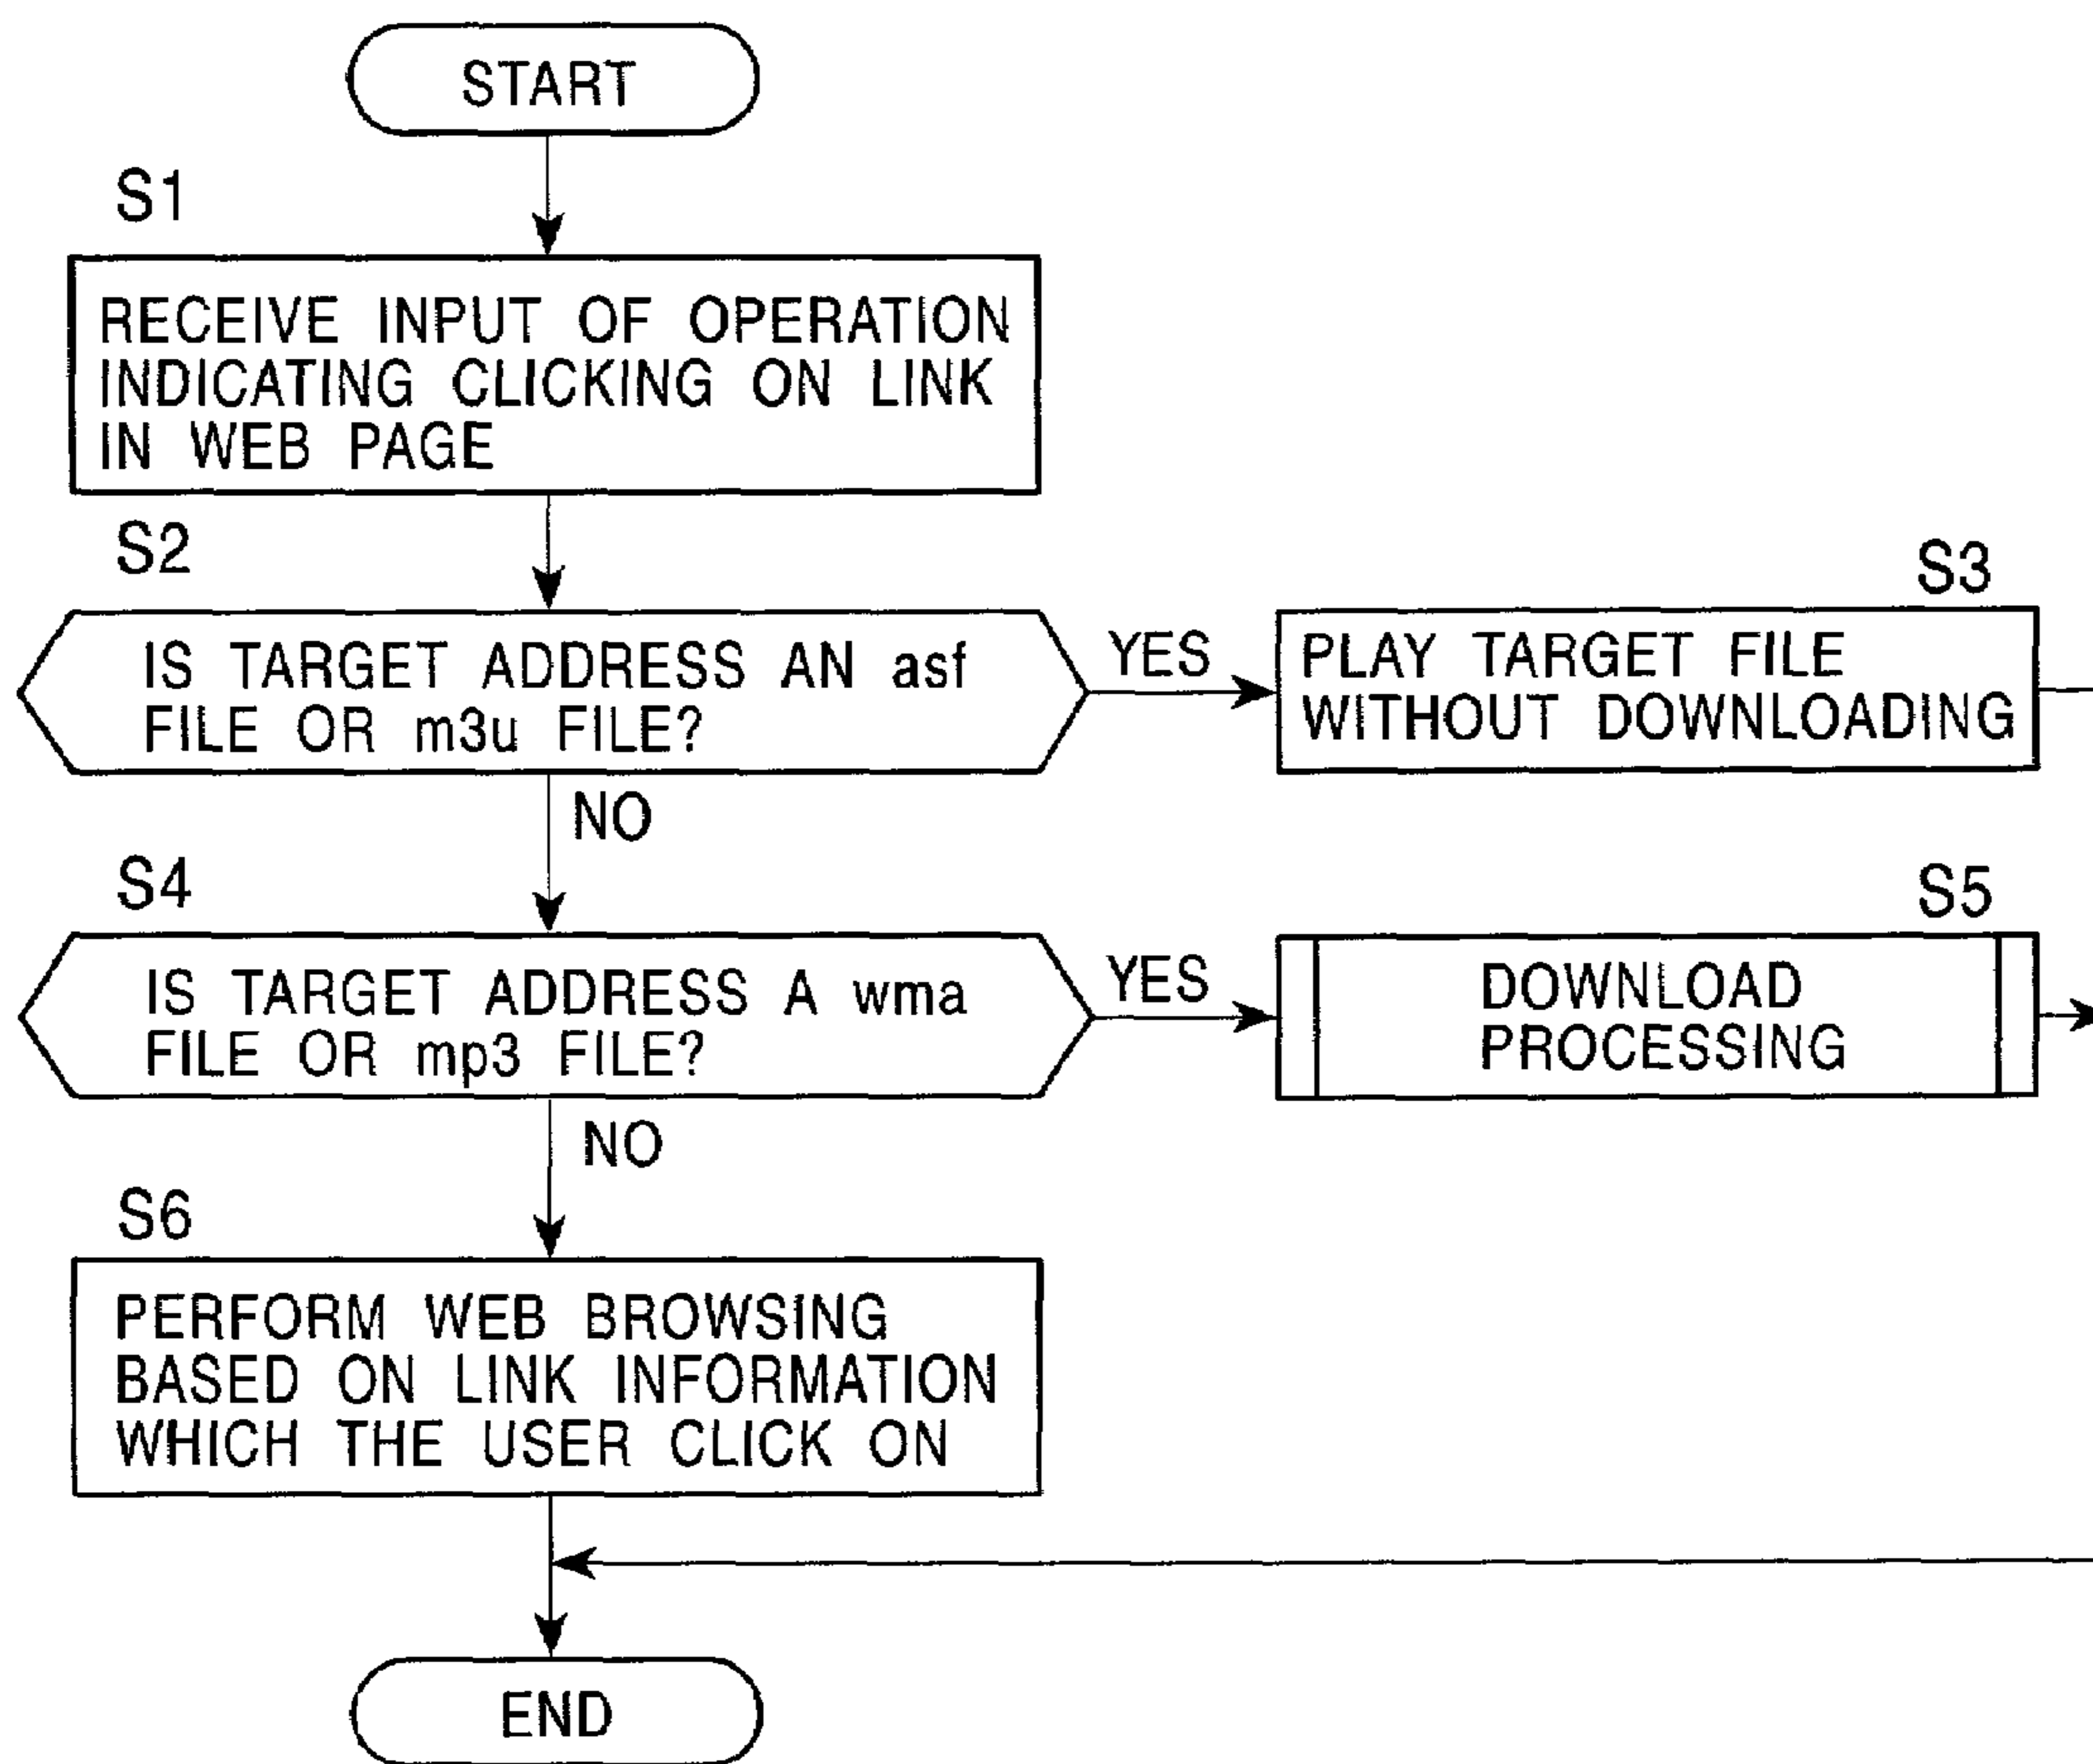 START
S1
RECEIVE INPUT OF OPERATION
INDICATING CLICKING ON LINK
IN WEB PAGE
S2
IS TARGET ADDRESS AN asf
FILE OR m3u FILE?
YES
S3
PLAY TARGET FILE
WITHOUT DOWNLOADING
NO
S4
IS TARGET ADDRESS A wma
FILE OR mp3 FILE?
YES
S5
DOWNLOAD
PROCESSING
NO
S6
PERFORM WEB BROWSING
BASED ON LINK INFORMATION
WHICH THE USER CLICK ON
END